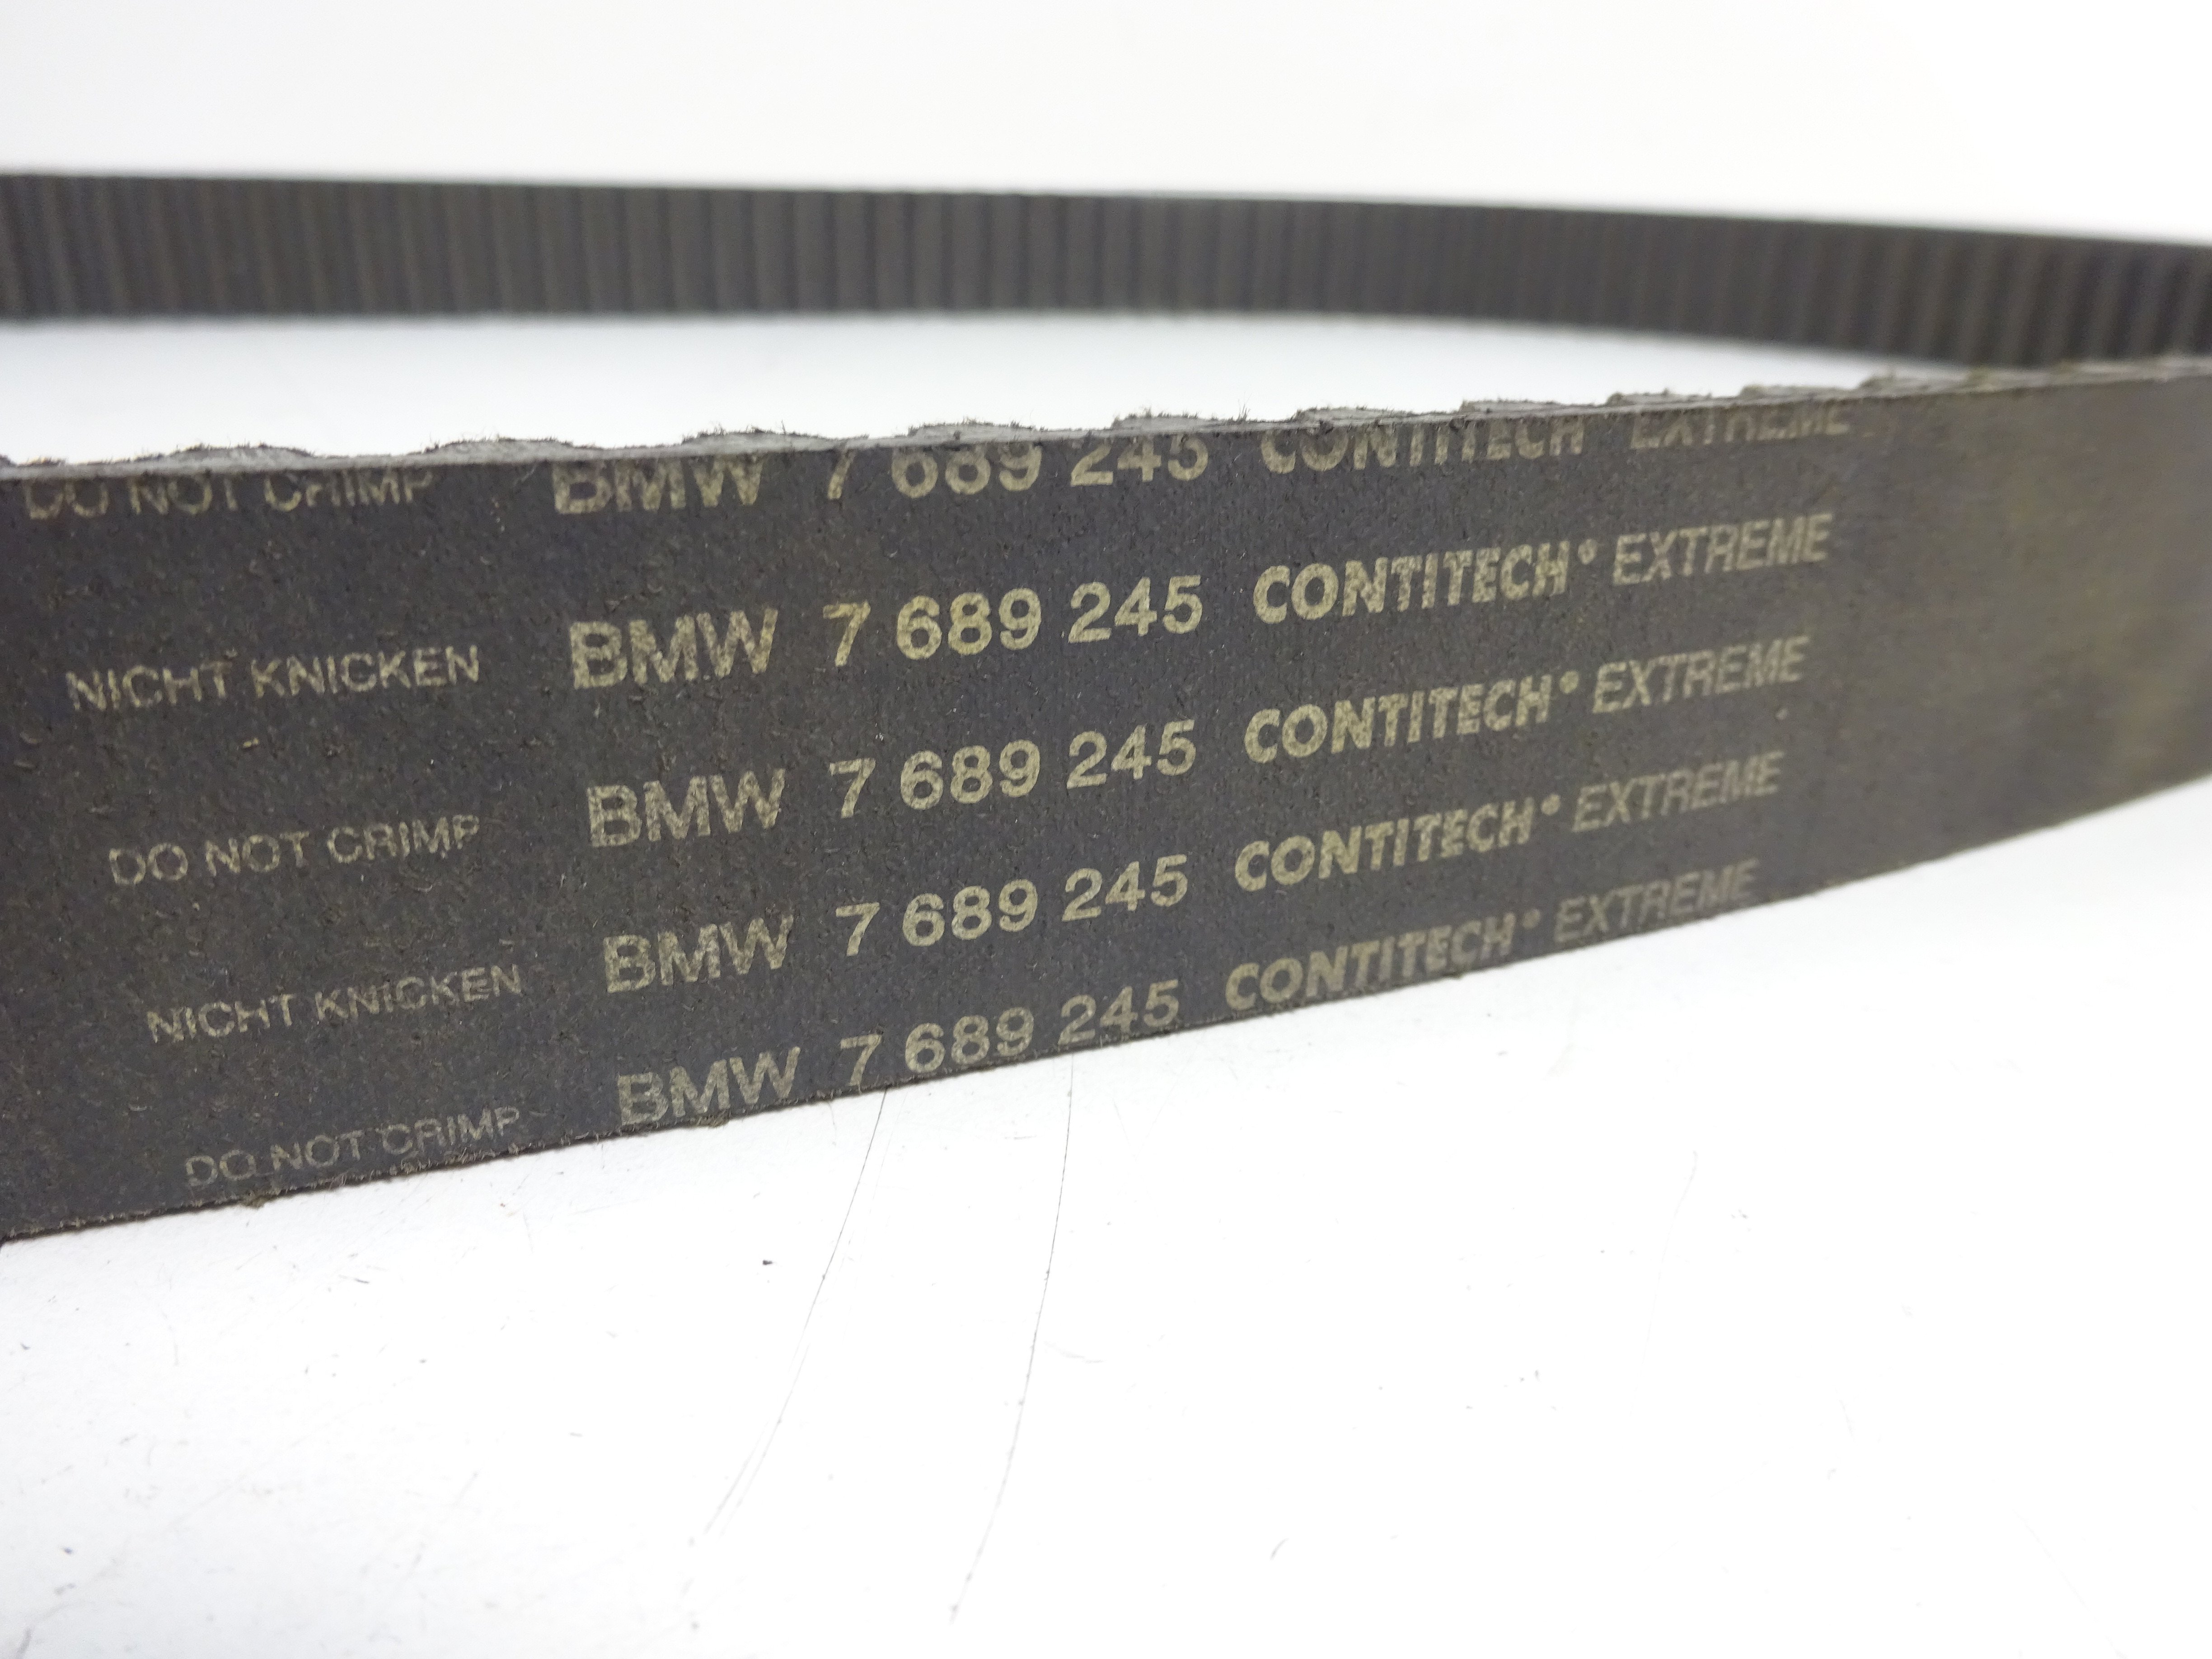 DO NOT CRIMP BMW 7 689 245 CONTITECH® EXTREME
NICHT KNICKEN BMW 7 689 245 CONTITECH® EXTREME
DO NOT CRIMP BMW 7 689 245 CONTITECH® EXTREME
NICHT KNICKEN BMW 7 689 245 CONTITECH® EXTREME
DO NOT CRIMP BMW 7 689 245 CONTITECH® EXTREME